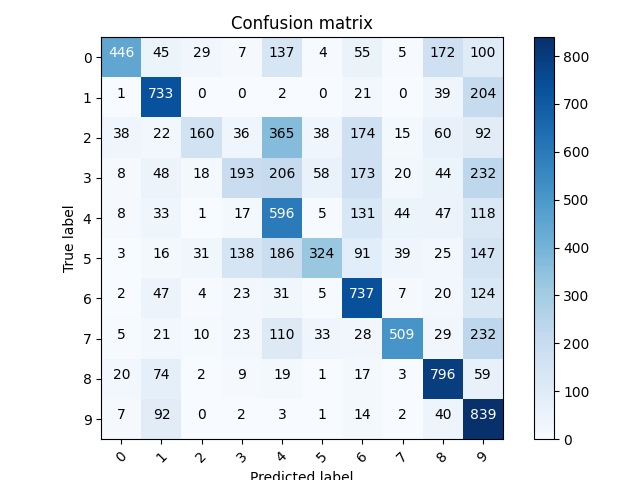 Confusion matrix
0 446 45 29 7 137 4 55 5 172 100
1 1 733 0 0 2 0 21 0 39 204
2 38 22 160 36 365 38 174 15 60 92
3 8 48 18 193 206 58 173 20 44 232
4 8 33 1 17 596 5 131 44 47 118
5 3 16 31 138 186 324 91 39 25 147
6 2 47 4 23 31 5 737 7 20 124
7 5 21 10 23 110 33 28 509 29 232
8 20 74 2 9 19 1 17 3 796 59
9 7 92 0 2 3 1 14 2 40 839
0 1 2 3 4 5 6 7 8 9
True label
Predicted label
800
700
600
500
400
300
200
100
0